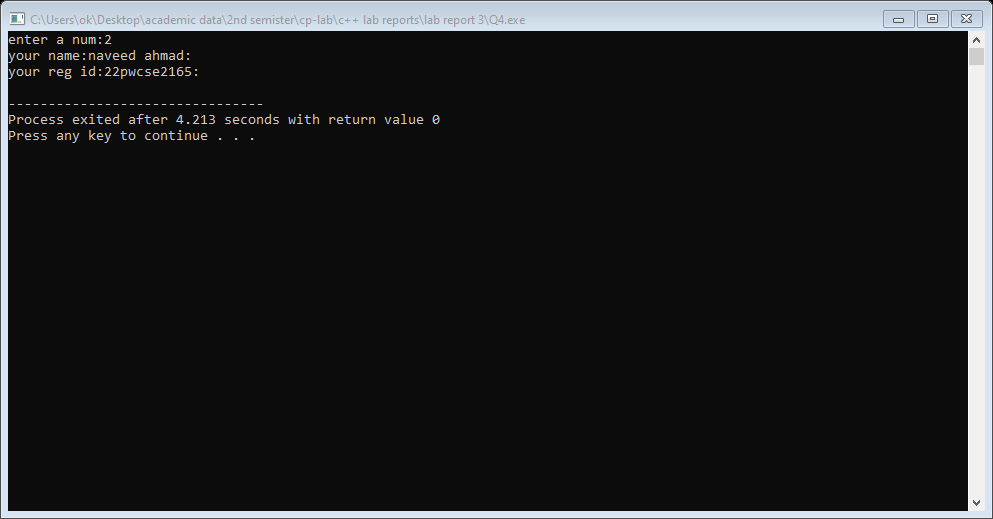 C:\Users\ok\Desktop\academic data\2nd semister\cp-lab\c++ lab reports\lab report 3\Q4.exe
enter a num:2
your name:naveed ahmad:
your reg id:22pwcse2165:
--------------------------------
Process exited after 4.213 seconds with return value 0
Press any key to continue . . .